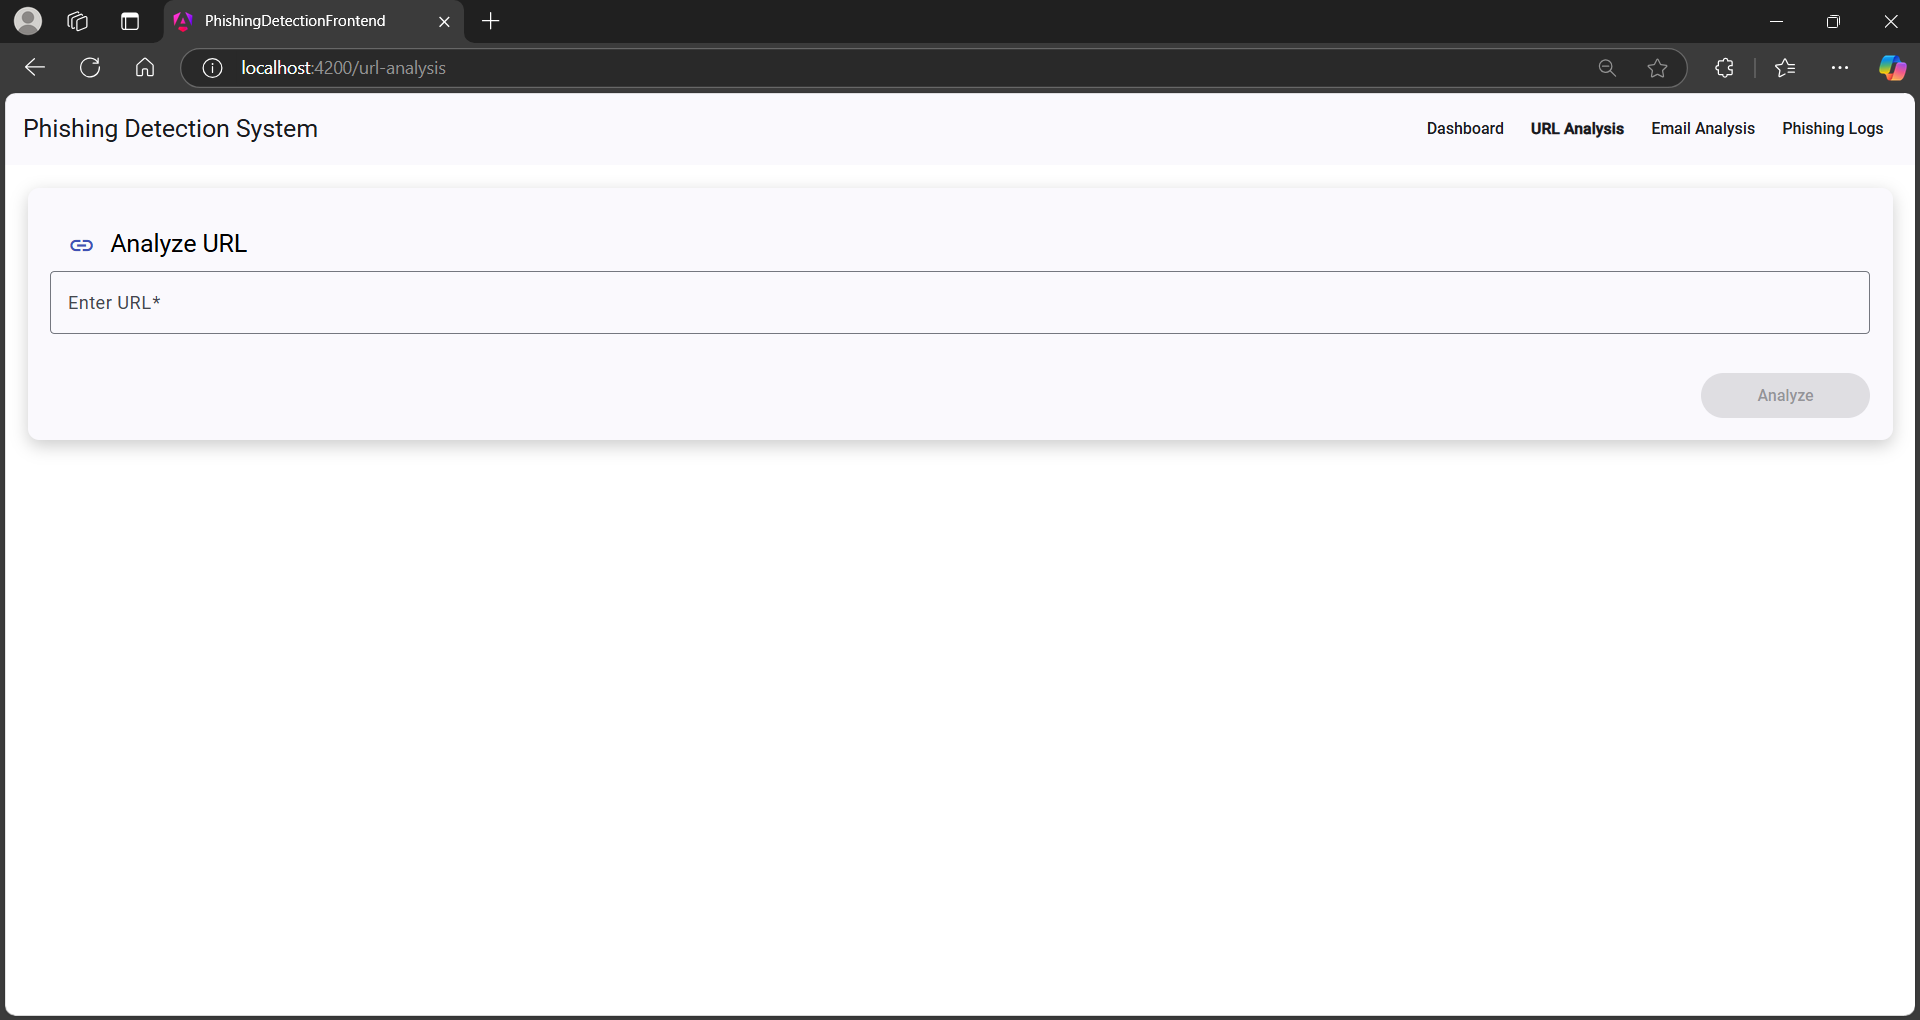 PhishingDetectionFrontend
localhost:4200/url-analysis
Phishing Detection System
Dashboard URL Analysis Email Analysis Phishing Logs
Analyze URL
Enter URL*
Analyze